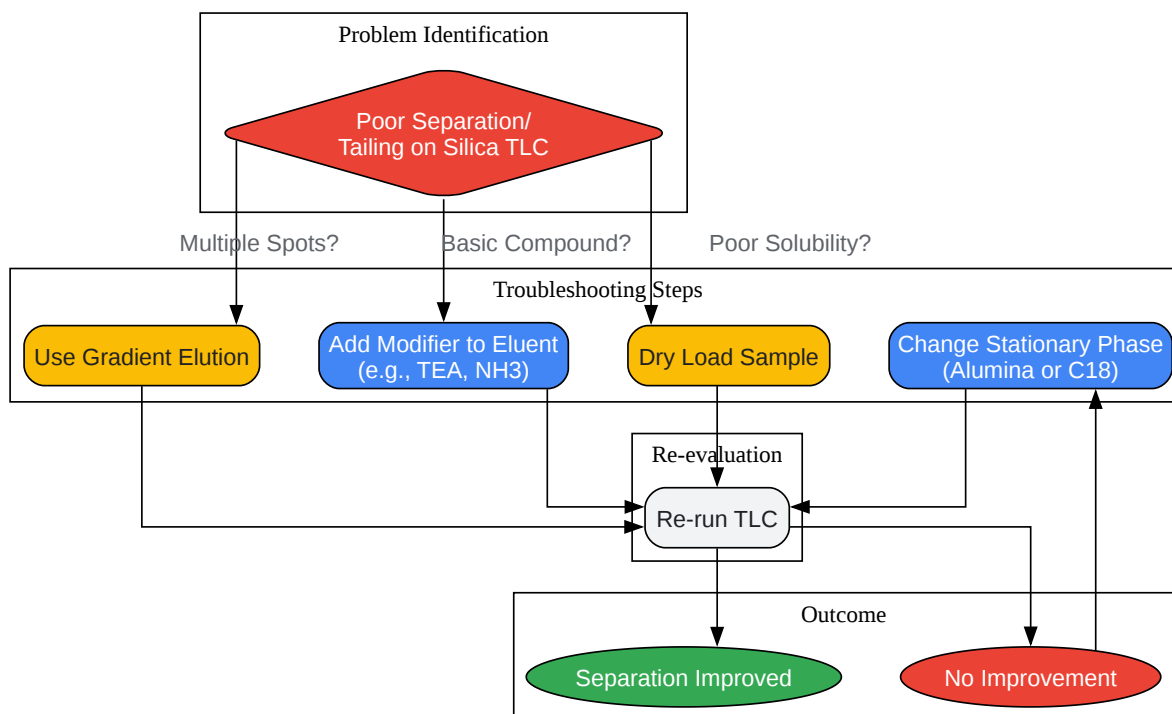 Problem Identification
Poor Separation/
Tailing on Silica TLC
Multiple Spots?
Basic Compound?
Poor Solubility?
Troubleshooting Steps
Use Gradient Elution
Add Modifier to Eluent
(e.g., TEA, NH3)
Dry Load Sample
Change Stationary Phase
(Alumina or C18)
Re-evaluation
Re-run TLC
Outcome
Separation Improved
No Improvement